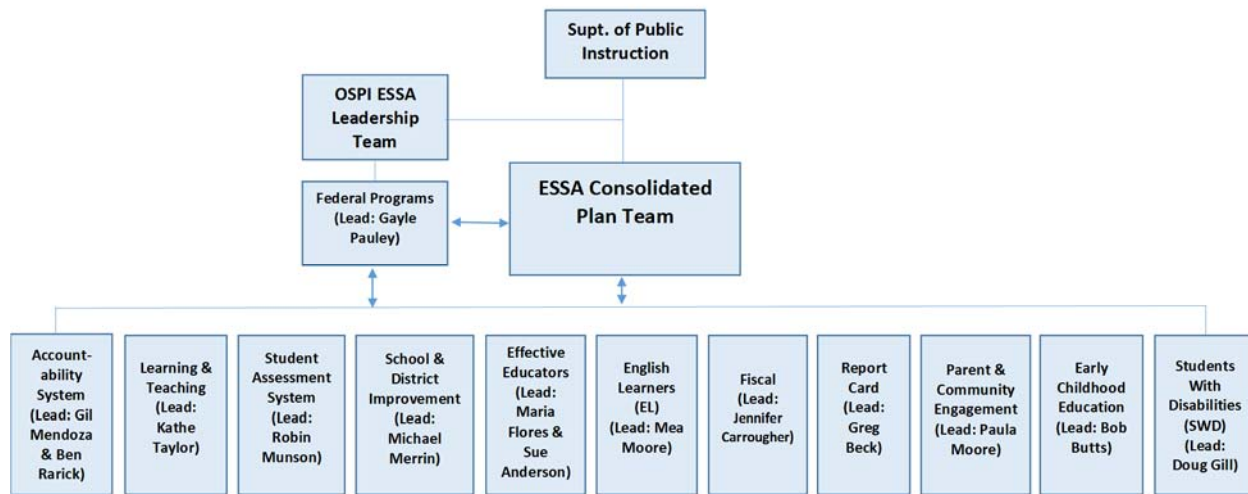 Supt. of Public
Instruction
OSPI ESSA
Leadership
Team
Federal Programs
(Lead: Gayle
Pauley)
ESSA Consolidated
Plan Team
Account-
ability
System
(Lead: Gil
Mendoza
& Ben
Rarick)
Learning &
Teaching
(Lead:
Kathe
Taylor)
Student
Assessment
System
(Lead:
Robin
Munson)
School &
District
Improvement
(Lead:
Michael
Merrin)
Effective
Educators
(Lead:
Maria
Flores &
Sue
Anderson)
English
Learners
(EL)
(Lead: Mea
Moore)
Fiscal
(Lead:
Jennifer
Carrougher)
Report
Card
(Lead:
Greg
Beck)
Parent &
Community
Engagement
(Lead: Paula
Moore)
Early
Childhood
Education
(Lead: Bob
Butts)
Students
With
Disabilities
(SWD)
(Lead:
Doug Gill)